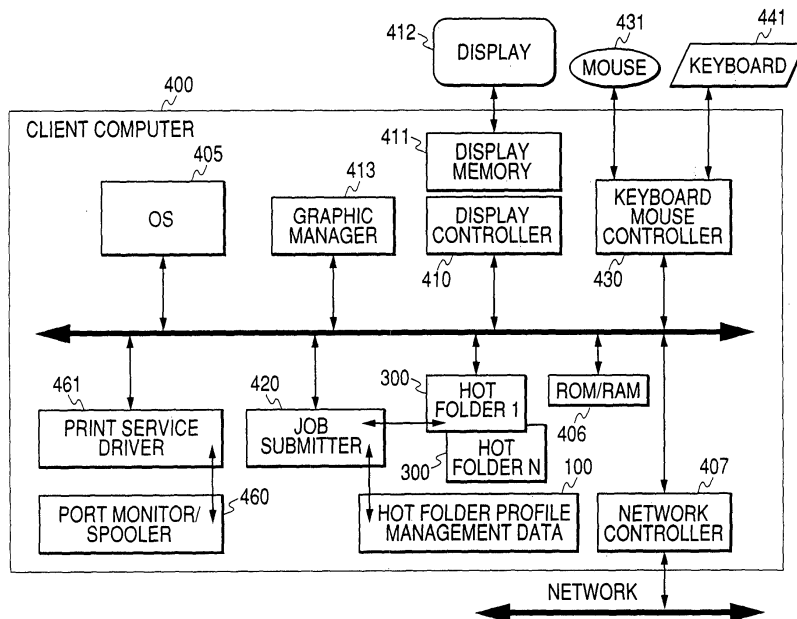 412
DISPLAY
431
MOUSE
441
KEYBOARD
400
CLIENT COMPUTER
405
OS
413
GRAPHIC
MANAGER
411
DISPLAY
MEMORY
DISPLAY
CONTROLLER
410
KEYBOARD
MOUSE
CONTROLLER
430
461
PRINT SERVICE
DRIVER
420
JOB
SUBMITTER
300
HOT
FOLDER 1
300
HOT
FOLDER N
ROM/RAM
406
PORT MONITOR/
SPOOLER
460
100
HOT FOLDER PROFILE
MANAGEMENT DATA
407
NETWORK
CONTROLLER
NETWORK